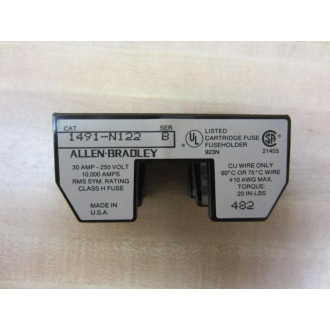 CAT SER
1491-N122 B
ALLEN-BRADLEY
30 AMP - 250 VOLT
10,000 AMPS
RMS SYM. RATING
CLASS H FUSE
MADE IN
U.S.A.
UL
LISTED
CARTRIDGE FUSE
FUSEHOLDER
923N
SA
21455
CU WIRE ONLY
60°C OR 75°C WIRE
#10 AWG MAX.
TORQUE:
20 IN-LBS
482